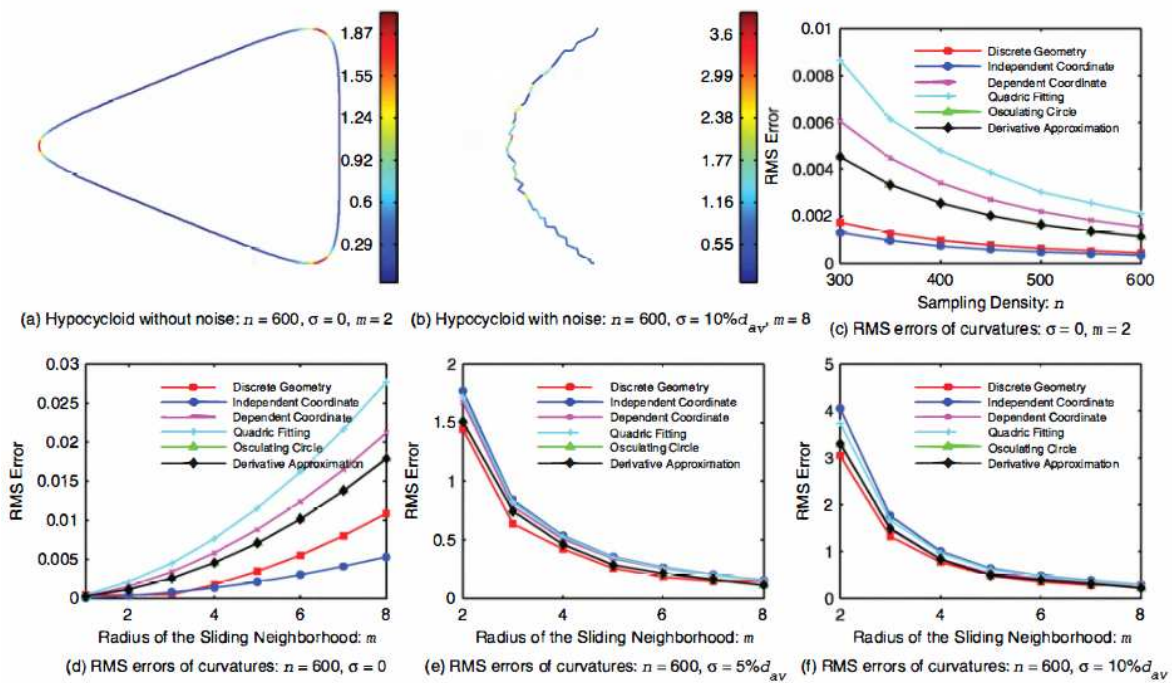 1.87
1.55
1.24
0.92
0.6
0.29
(a) Hypocycloid without noise: n = 600, σ = 0, m = 2
3.6
2.99
2.38
1.77
1.16
0.55
(b) Hypocycloid with noise: n = 600, σ = 10%d_av, m = 8
0.01
0.008
0.006
0.004
0.002
0
RMS Error
Discrete Geometry
Independent Coordinate
Dependent Coordinate
Quadric Fitting
Osculating Circle
Derivative Approximation
300 400 500 600
Sampling Density: n
(c) RMS errors of curvatures: σ = 0, m = 2
0.03
0.025
0.02
0.015
0.01
0.005
0
RMS Error
Discrete Geometry
Independent Coordinate
Dependent Coordinate
Quadric Fitting
Osculating Circle
Derivative Approximation
2 4 6 8
Radius of the Sliding Neighborhood: m
(d) RMS errors of curvatures: n = 600, σ = 0
2
1.5
1
0.5
0
RMS Error
Discrete Geometry
Independent Coordinate
Dependent Coordinate
Quadric Fitting
Osculating Circle
Derivative Approximation
2 4 6 8
Radius of the Sliding Neighborhood: m
(e) RMS errors of curvatures: n = 600, σ = 5%d_av
5
4
3
2
1
0
RMS Error
Discrete Geometry
Independent Coordinate
Dependent Coordinate
Quadric Fitting
Osculating Circle
Derivative Approximation
2 4 6 8
Radius of the Sliding Neighborhood: m
(f) RMS errors of curvatures: n = 600, σ = 10%d_av